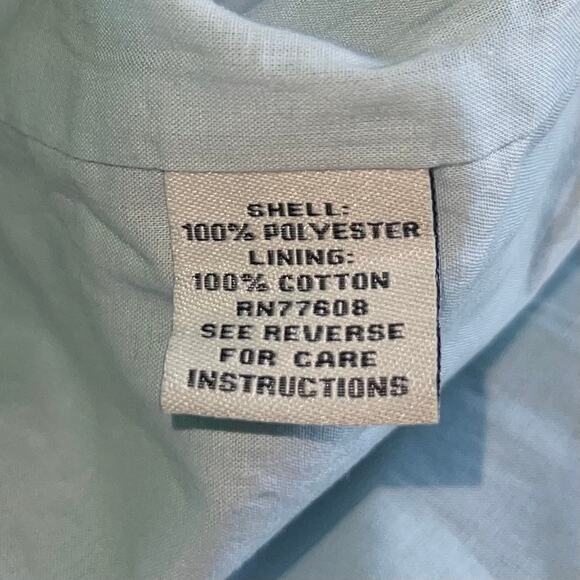 SHELL:
100% POLYESTER
LINING:
100% COTTON
RN77608
SEE REVERSE
FOR CARE
INSTRUCTIONS